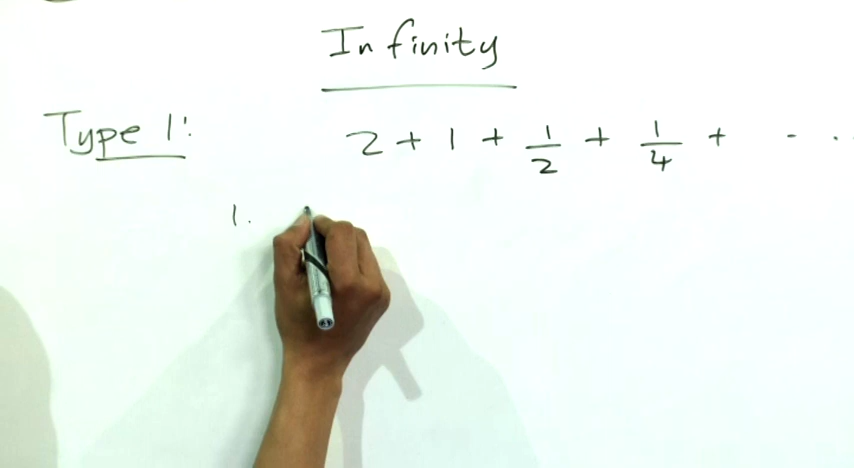 Infinity
Type 1: 2 + 1 + 1/2 + 1/4 + - . .
1.